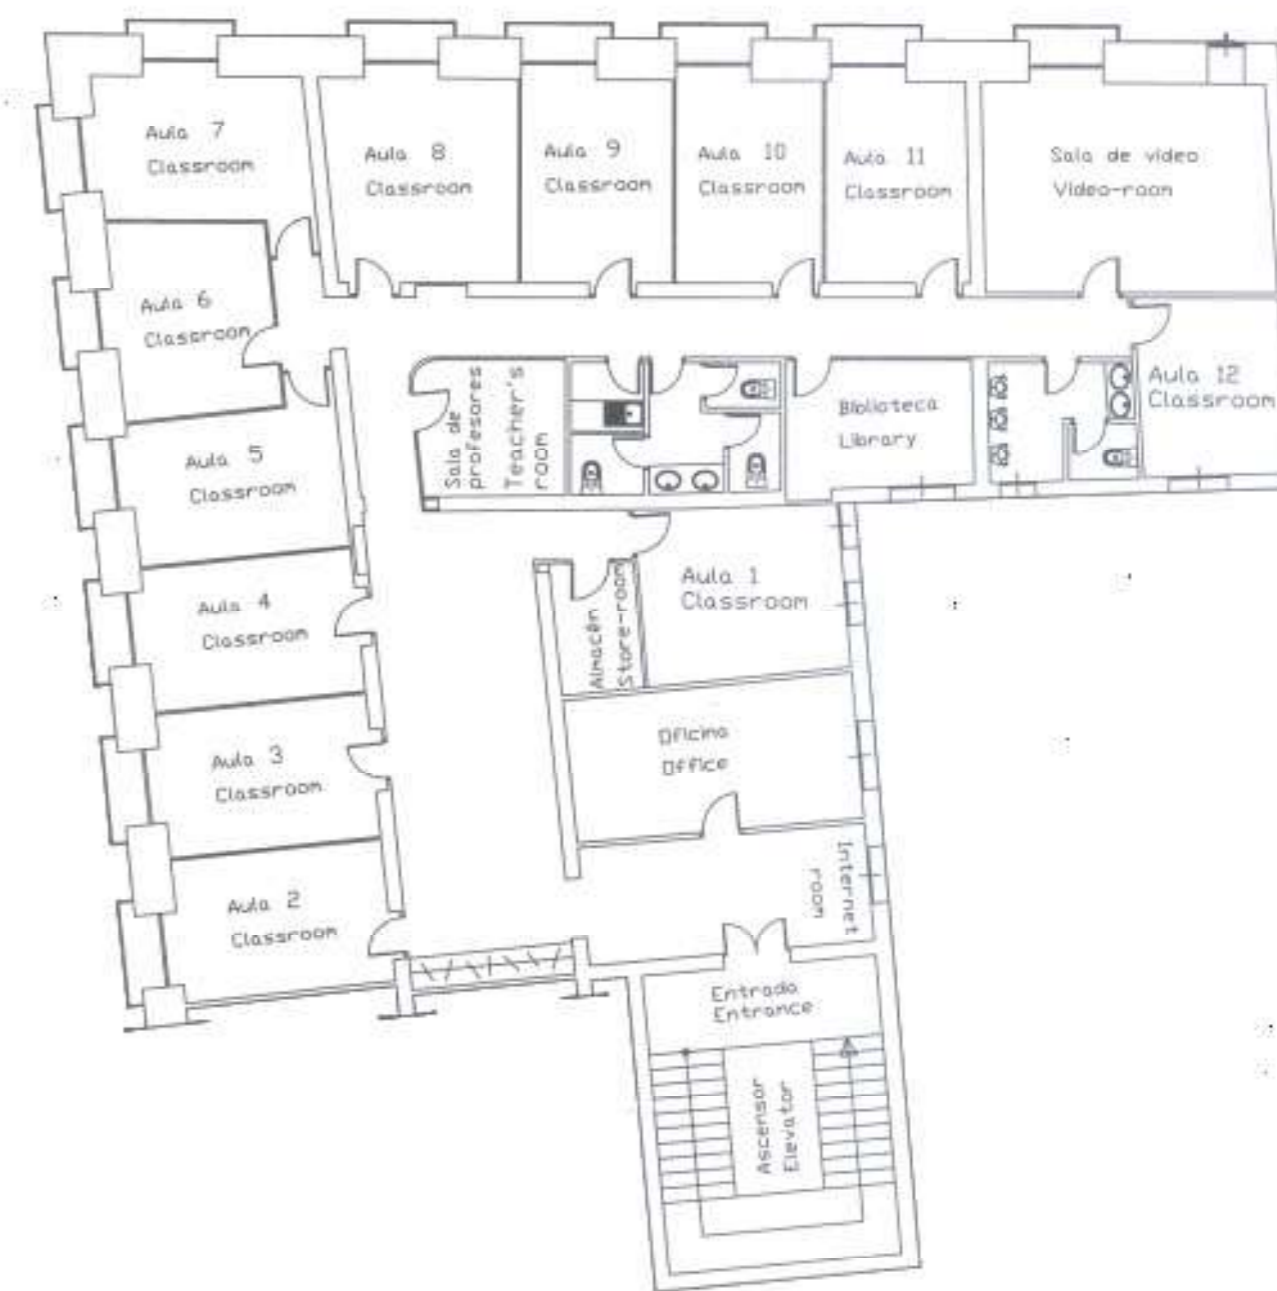 Aula 7
Classroom
Aula 8
Classroom
Aula 9
Classroom
Aula 10
Classroom
Aula 11
Classroom
Sala de video
Video-room
Aula 6
Classroom
Aula 5
Classroom
Sala de
profesores
Teacher's
room
Biblioteca
Library
Aula 12
Classroom
Aula 4
Classroom
Almacén
Store-room
Aula 1
Classroom
Aula 3
Classroom
Oficina
Office
Aula 2
Classroom
Internet
room
Entrada
Entrance
Ascensor
Elevator